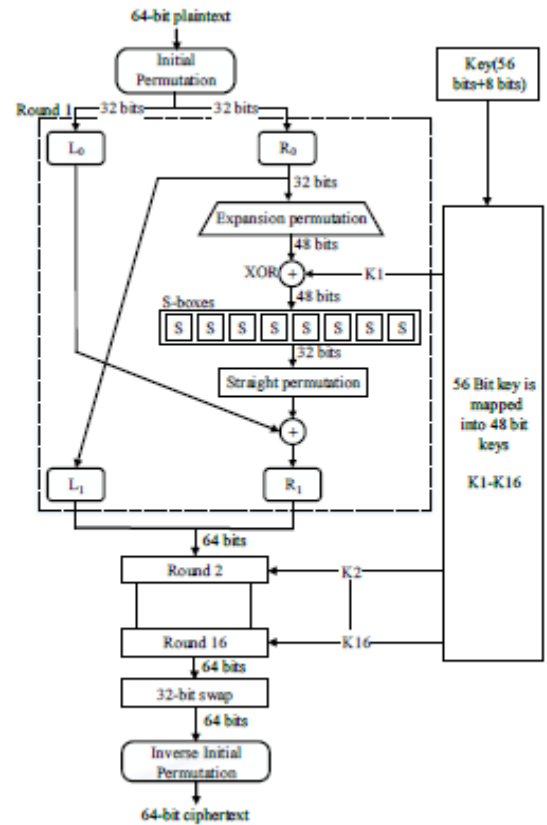 64-bit plaintext
Initial
Permutation
Key(56
bits+8 bits)
Round 1
32 bits
32 bits
L0
R0
32 bits
Expansion permutation
48 bits
XOR
+
K1
48 bits
S-boxes
S S S S S S S S
32 bits
Straight permutation
+
56 Bit key is
mapped
into 48 bit
keys
K1-K16
L1
R1
64 bits
Round 2
K2
Round 16
K16
64 bits
32-bit swap
64 bits
Inverse Initial
Permutation
64-bit ciphertext